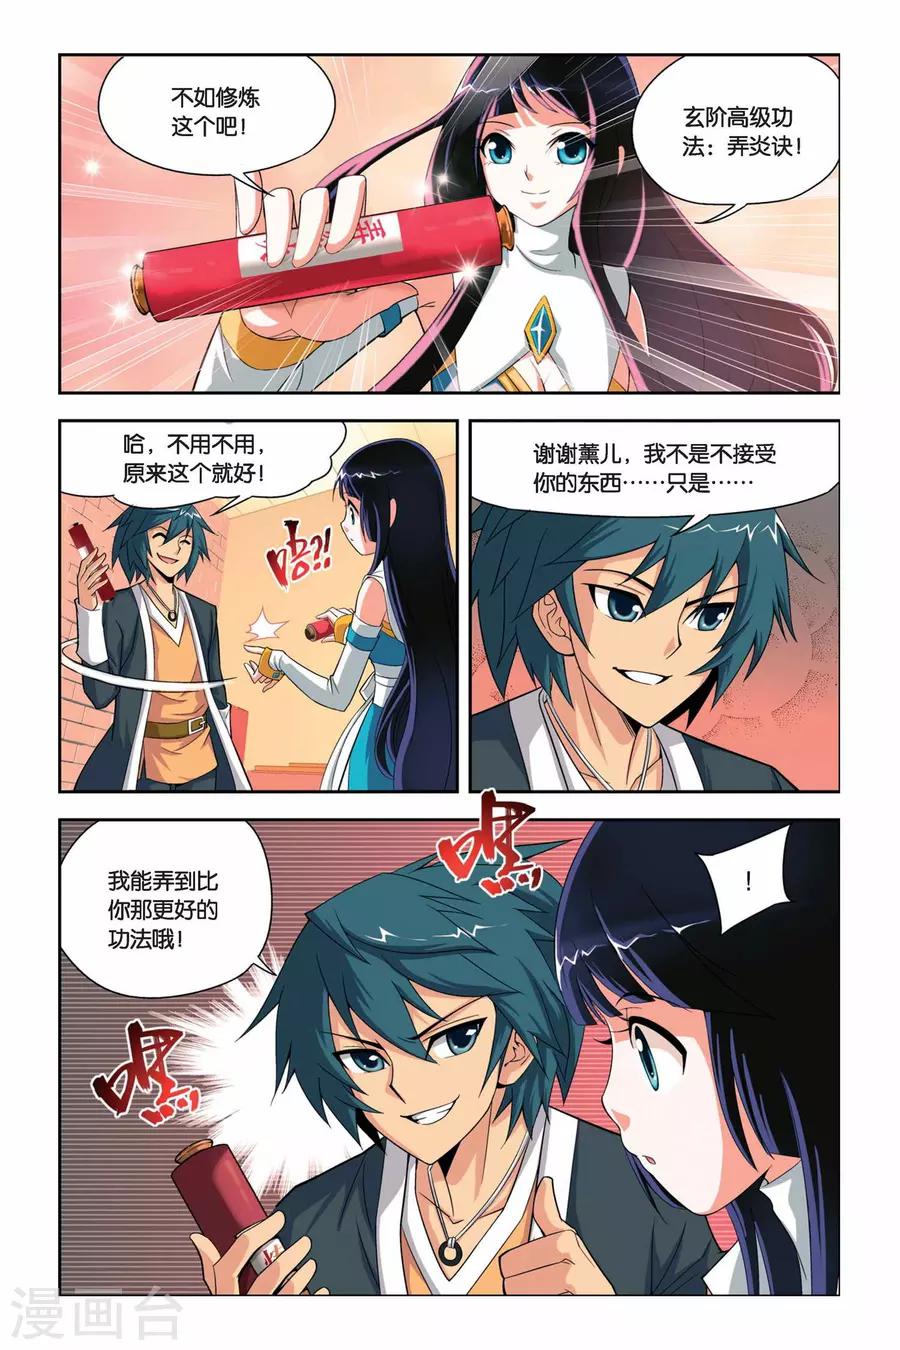 不如修炼
这个吧！
玄阶高级功
法：弄炎诀！
弄
哈，不用不用，
原来这个就好！
唔?!
谢谢薰儿，我不是不接受
你的东西……只是……
嘿
我能弄到比
你那更好的
功法哦！
！
嘿
漫画台